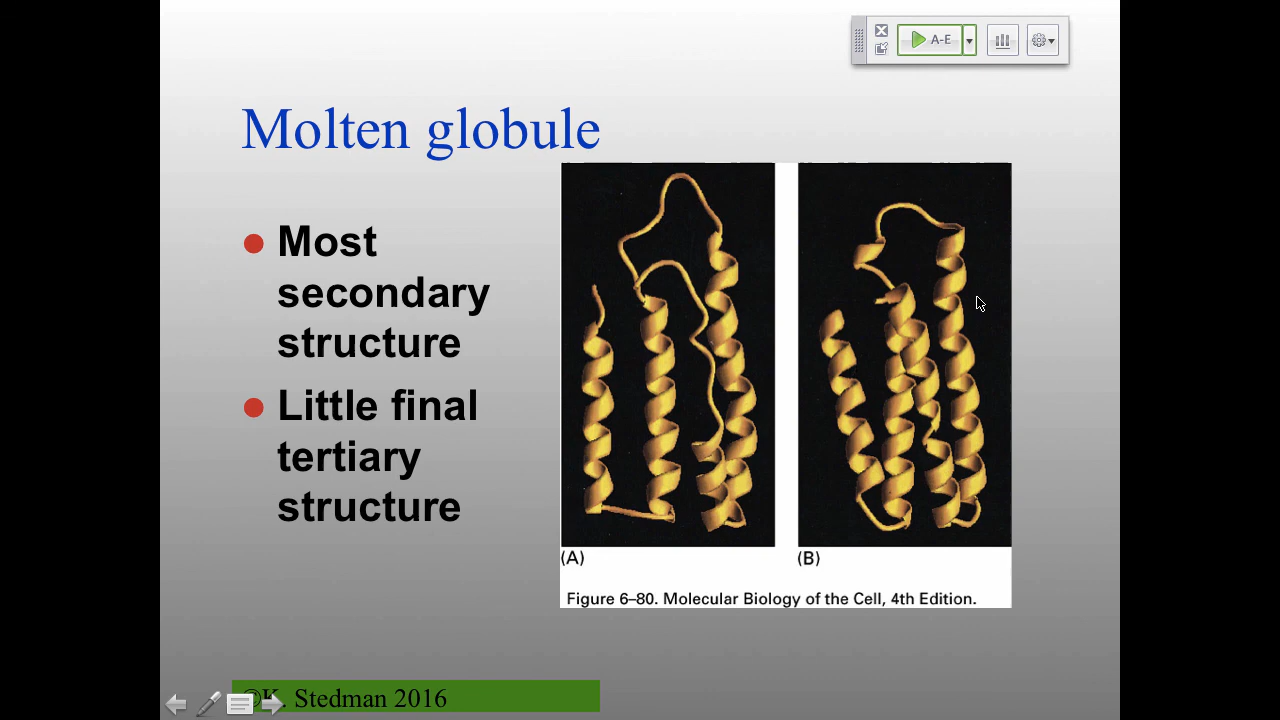 A-E
Molten globule
Most
secondary
structure
Little final
tertiary
structure
(A)
(B)
Figure 6–80. Molecular Biology of the Cell, 4th Edition.
©K. Stedman 2016